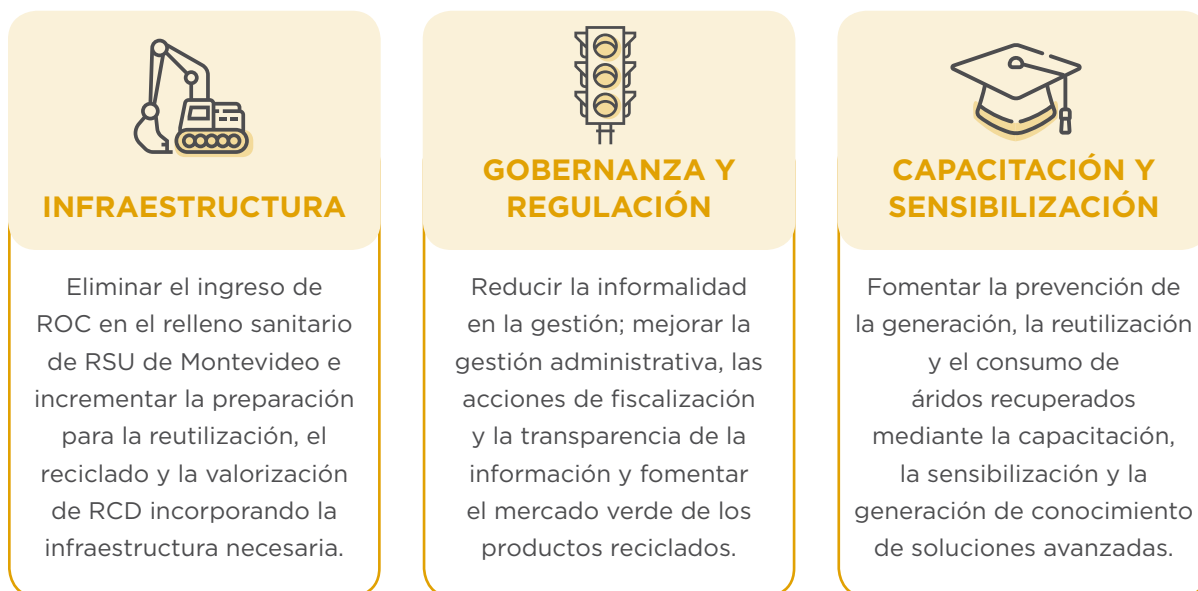 INFRAESTRUCTURA
Eliminar el ingreso de
ROC en el relleno sanitario
de RSU de Montevideo e
incrementar la preparación
para la reutilización, el
reciclado y la valorización
de RCD incorporando la
infraestructura necesaria.
GOBERNANZA Y
REGULACIÓN
Reducir la informalidad
en la gestión; mejorar la
gestión administrativa, las
acciones de fiscalización
y la transparencia de la
información y fomentar
el mercado verde de los
productos reciclados.
CAPACITACIÓN Y
SENSIBILIZACIÓN
Fomentar la prevención de
la generación, la reutilización
y el consumo de
áridos recuperados
mediante la capacitación,
la sensibilización y la
generación de conocimiento
de soluciones avanzadas.